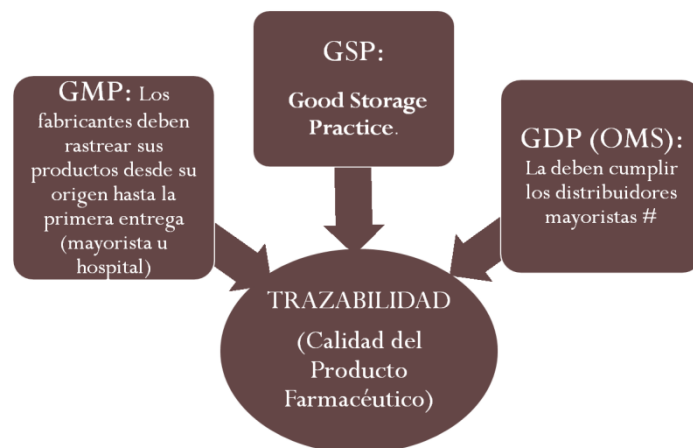 GMP: Los
fabricantes deben
rastrear sus
productos desde su
origen hasta la
primera entrega
(mayorista u
hospital)
GSP:
Good Storage
Practice.
GDP (OMS):
La deben cumplir
los distribuidores
mayoristas #
TRAZABILIDAD
(Calidad del
Producto
Farmacéutico)